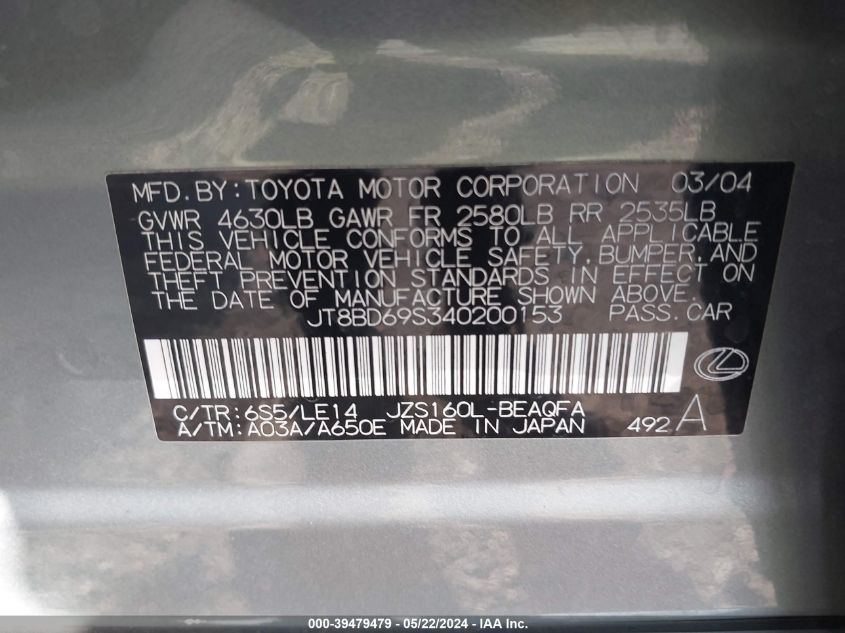 MFD. BY: TOYOTA MOTOR CORPORATION 03/04
GVWR 4630LB GAWR FR 2580LB RR 2535LB
THIS VEHICLE CONFORMS TO ALL APPLICABLE
FEDERAL MOTOR VEHICLE SAFETY, BUMPER, AND
THEFT PREVENTION STANDARDS IN EFFECT ON
THE DATE OF MANUFACTURE SHOWN ABOVE.
JT8BD69S340200153 PASS. CAR
C/TR: 6S5/LE14 JZS160L-BEAQFA
A/TM: A03A/A650E MADE IN JAPAN 492 A
000-39479479 - 05/22/2024 - IAA Inc.